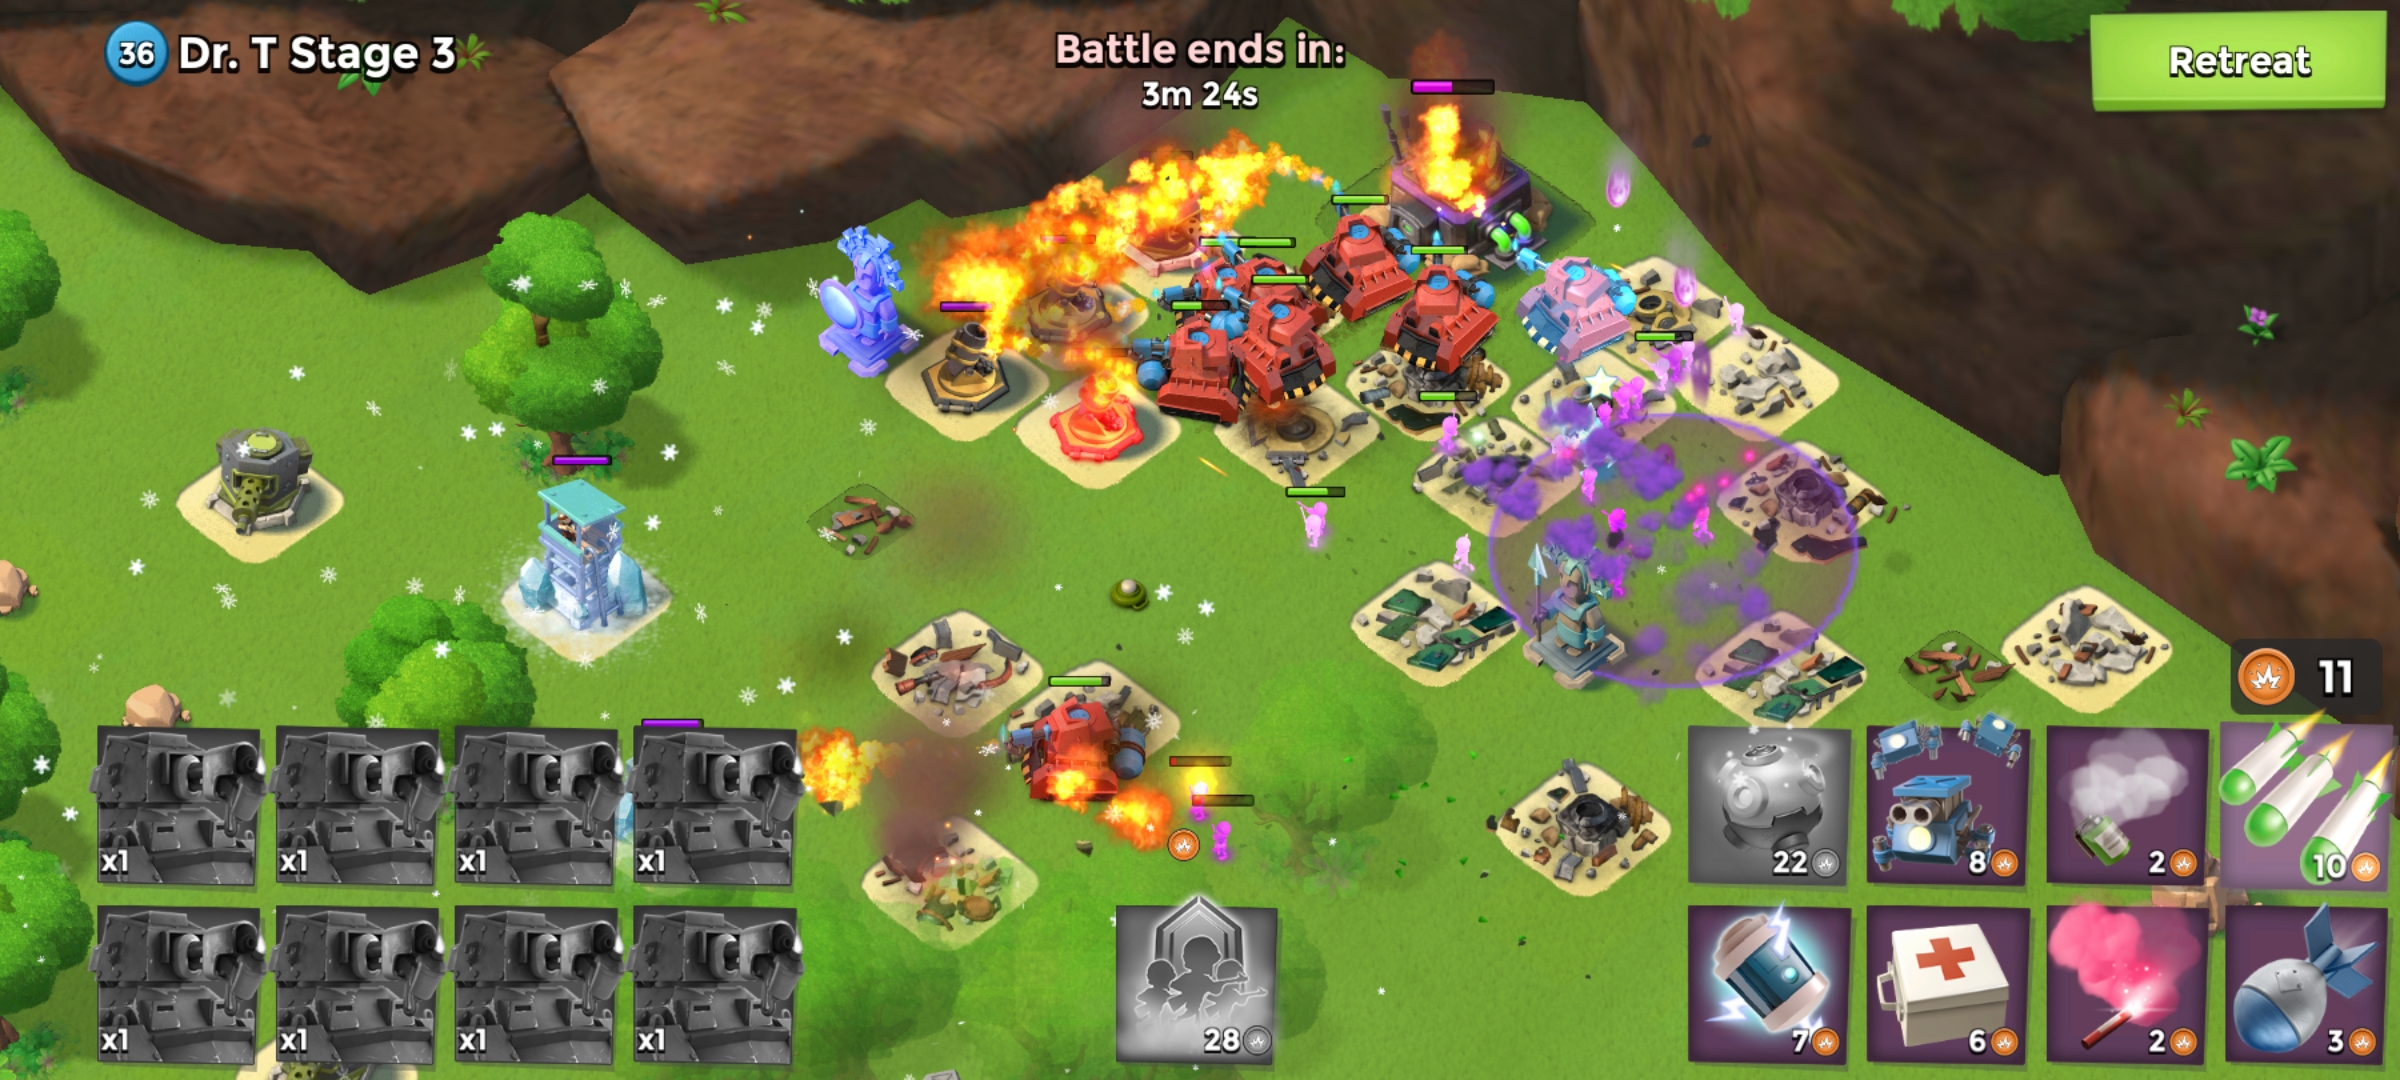 36 Dr. T Stage 3
Battle ends in:
3m 24s
Retreat
11
x1 x1 x1 x1
22 8 2 10
x1 x1 x1 x1
28
7 6 2 3